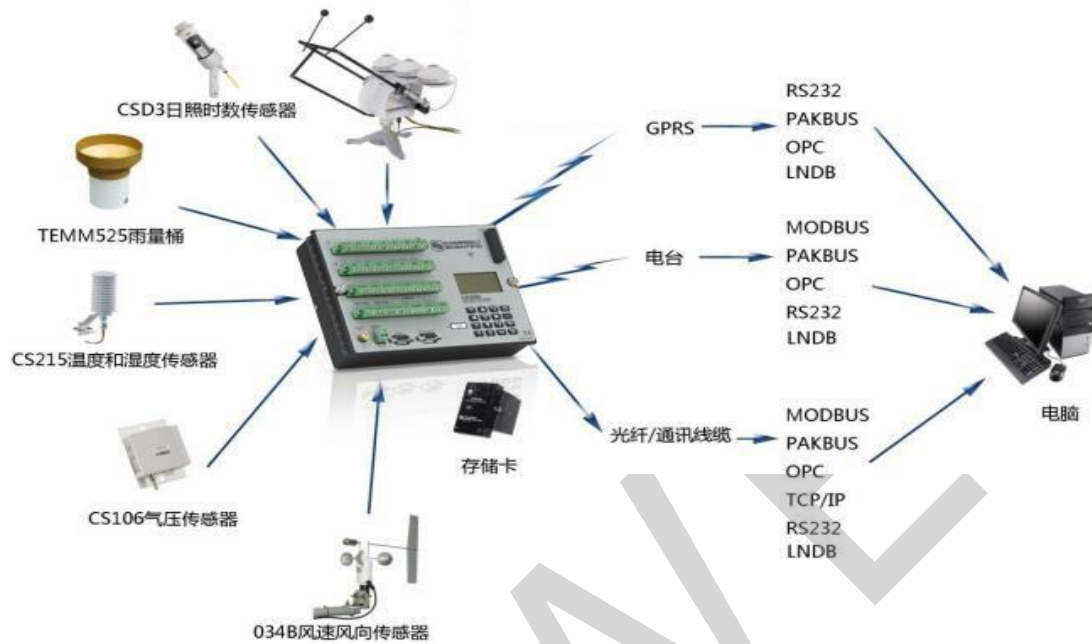 CSD3日照时数传感器
TEMM525雨量桶
CS215温度和湿度传感器
CS106气压传感器
034B风速风向传感器
CAMPBELL SCIENTIFIC
存储卡
GPRS
RS232
PAKBUS
OPC
LNDB
电台
MODBUS
PAKBUS
OPC
RS232
LNDB
光纤/通讯线缆
MODBUS
PAKBUS
OPC
TCP/IP
RS232
LNDB
电脑